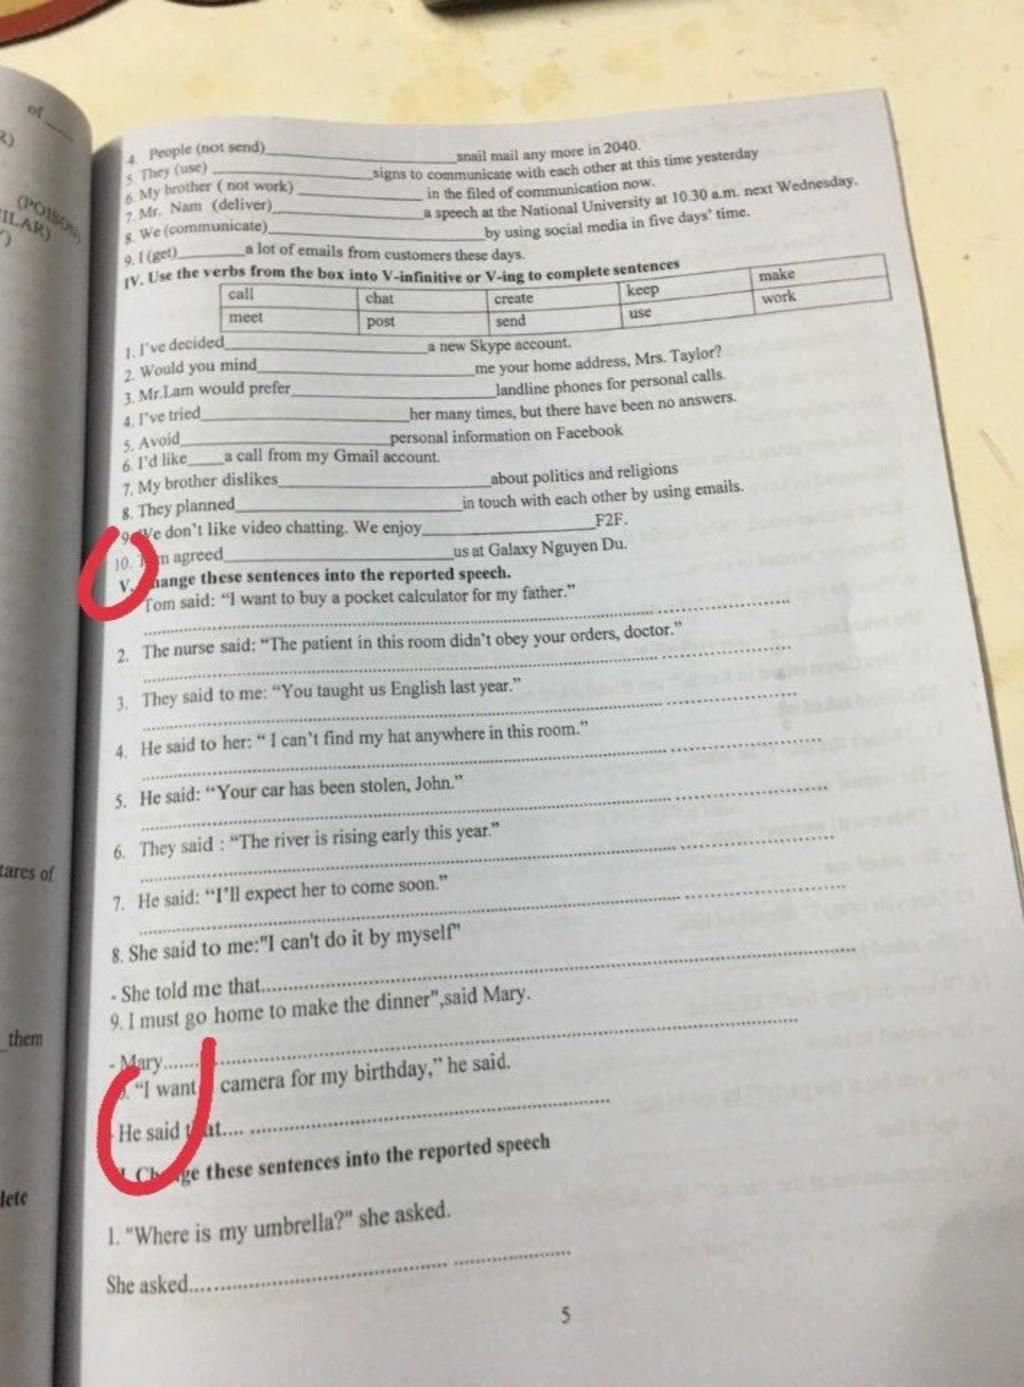 of
R)
(POISON
ILAR)
4. People (not send) snail mail any more in 2040.
5. They (use) signs to communicate with each other at this time yesterday
6. My brother ( not work) in the filed of communication now.
7. Mr. Nam (deliver) a speech at the National University at 10.30 a.m. next Wednesday.
8. We (communicate) by using social media in five days' time.
9. I (get) a lot of emails from customers these days.
IV. Use the verbs from the box into V-infinitive or V-ing to complete sentences
call chat create keep make
meet post send use work
1. I've decided a new Skype account.
2. Would you mind me your home address, Mrs. Taylor?
3. Mr.Lam would prefer landline phones for personal calls.
4. I've tried her many times, but there have been no answers.
5. Avoid personal information on Facebook
6. I'd like a call from my Gmail account.
7. My brother dislikes about politics and religions
8. They planned in touch with each other by using emails.
9. We don't like video chatting. We enjoy F2F.
10. agreed us at Galaxy Nguyen Du.
V. Change these sentences into the reported speech.
Tom said: “I want to buy a pocket calculator for my father.”
2. The nurse said: “The patient in this room didn't obey your orders, doctor.”
3. They said to me: “You taught us English last year.”
4. He said to her: “ I can't find my hat anywhere in this room.”
5. He said: “Your car has been stolen, John.”
6. They said : “The river is rising early this year.”
7. He said: “I'll expect her to come soon.”
8. She said to me:"I can't do it by myself"
- She told me that
9. I must go home to make the dinner",said Mary.
- Mary
“I want camera for my birthday,” he said.
He said that
Change these sentences into the reported speech
1. "Where is my umbrella?" she asked.
She asked
5
tares of
them
lete